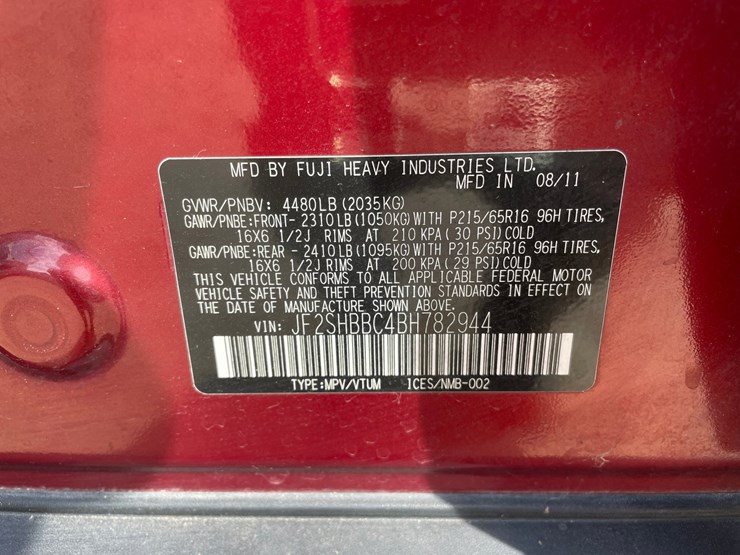 MFD BY FUJI HEAVY INDUSTRIES LTD.
MFD IN 08/11
GVWR/PNBV: 4480LB (2035KG)
GAWR/PNBE:FRONT- 2310LB (1050KG) WITH P215/65R16 96H TIRES,
16X6 1/2J RIMS AT 210 KPA ( 30 PSI) COLD
GAWR/PNBE:REAR - 2410LB (1095KG) WITH P215/65R16 96H TIRES,
16X6 1/2J RIMS AT 200 KPA ( 29 PSI) COLD
THIS VEHICLE CONFORMS TO ALL APPLICABLE FEDERAL MOTOR
VEHICLE SAFETY AND THEFT PREVENTION STANDARDS IN EFFECT ON
THE DATE OF MANUFACTURE SHOWN ABOVE.
VIN: JF2SHBBC4BH782944
TYPE:MPV/VTUM ICES/NMB-002